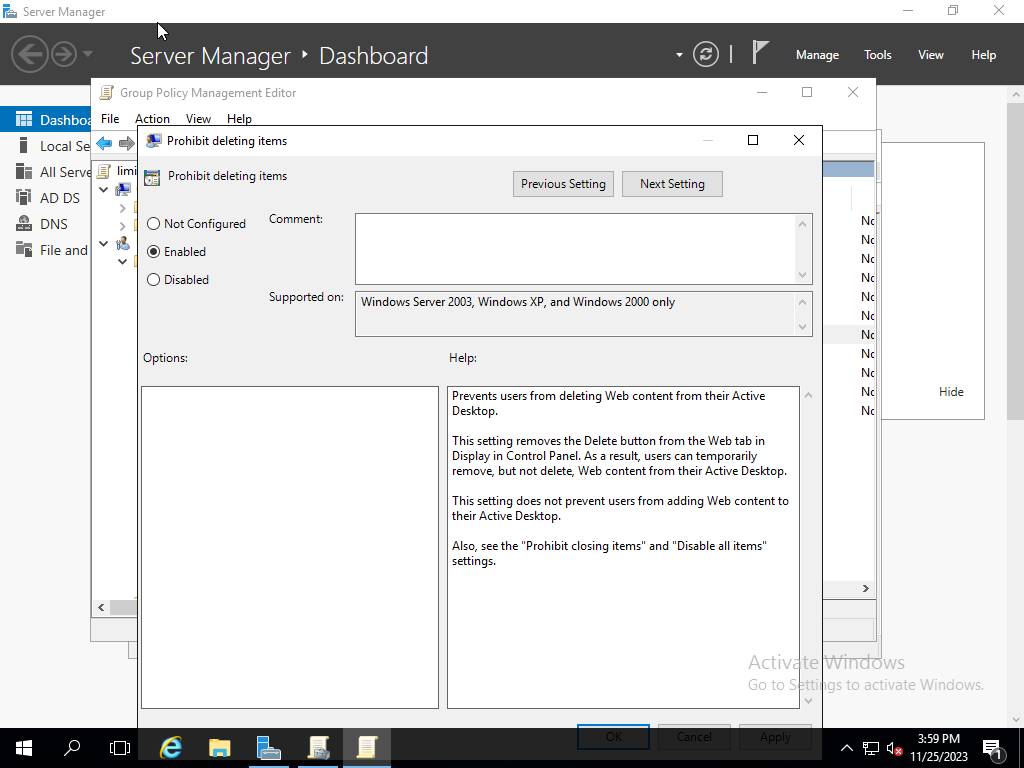 Server Manager
Server Manager Dashboard
Manage Tools View Help
Group Policy Management Editor
File Action View Help
Prohibit deleting items
Prohibit deleting items
Previous Setting Next Setting
Not Configured
Enabled
Disabled
Comment:
Supported on:
Windows Server 2003, Windows XP, and Windows 2000 only
Options:
Help:
Prevents users from deleting Web content from their Active
Desktop.
This setting removes the Delete button from the Web tab in
Display in Control Panel. As a result, users can temporarily
remove, but not delete, Web content from their Active Desktop.
This setting does not prevent users from adding Web content to
their Active Desktop.
Also, see the "Prohibit closing items" and "Disable all items"
settings.
OK Cancel Apply
Dashboa
Local Se
All Serve
AD DS
DNS
File and
limi
No
No
No
No
No
No
No
No
No
No
No
Hide
Activate Windows
Go to Settings to activate Windows.
3:59 PM
11/25/2023
1